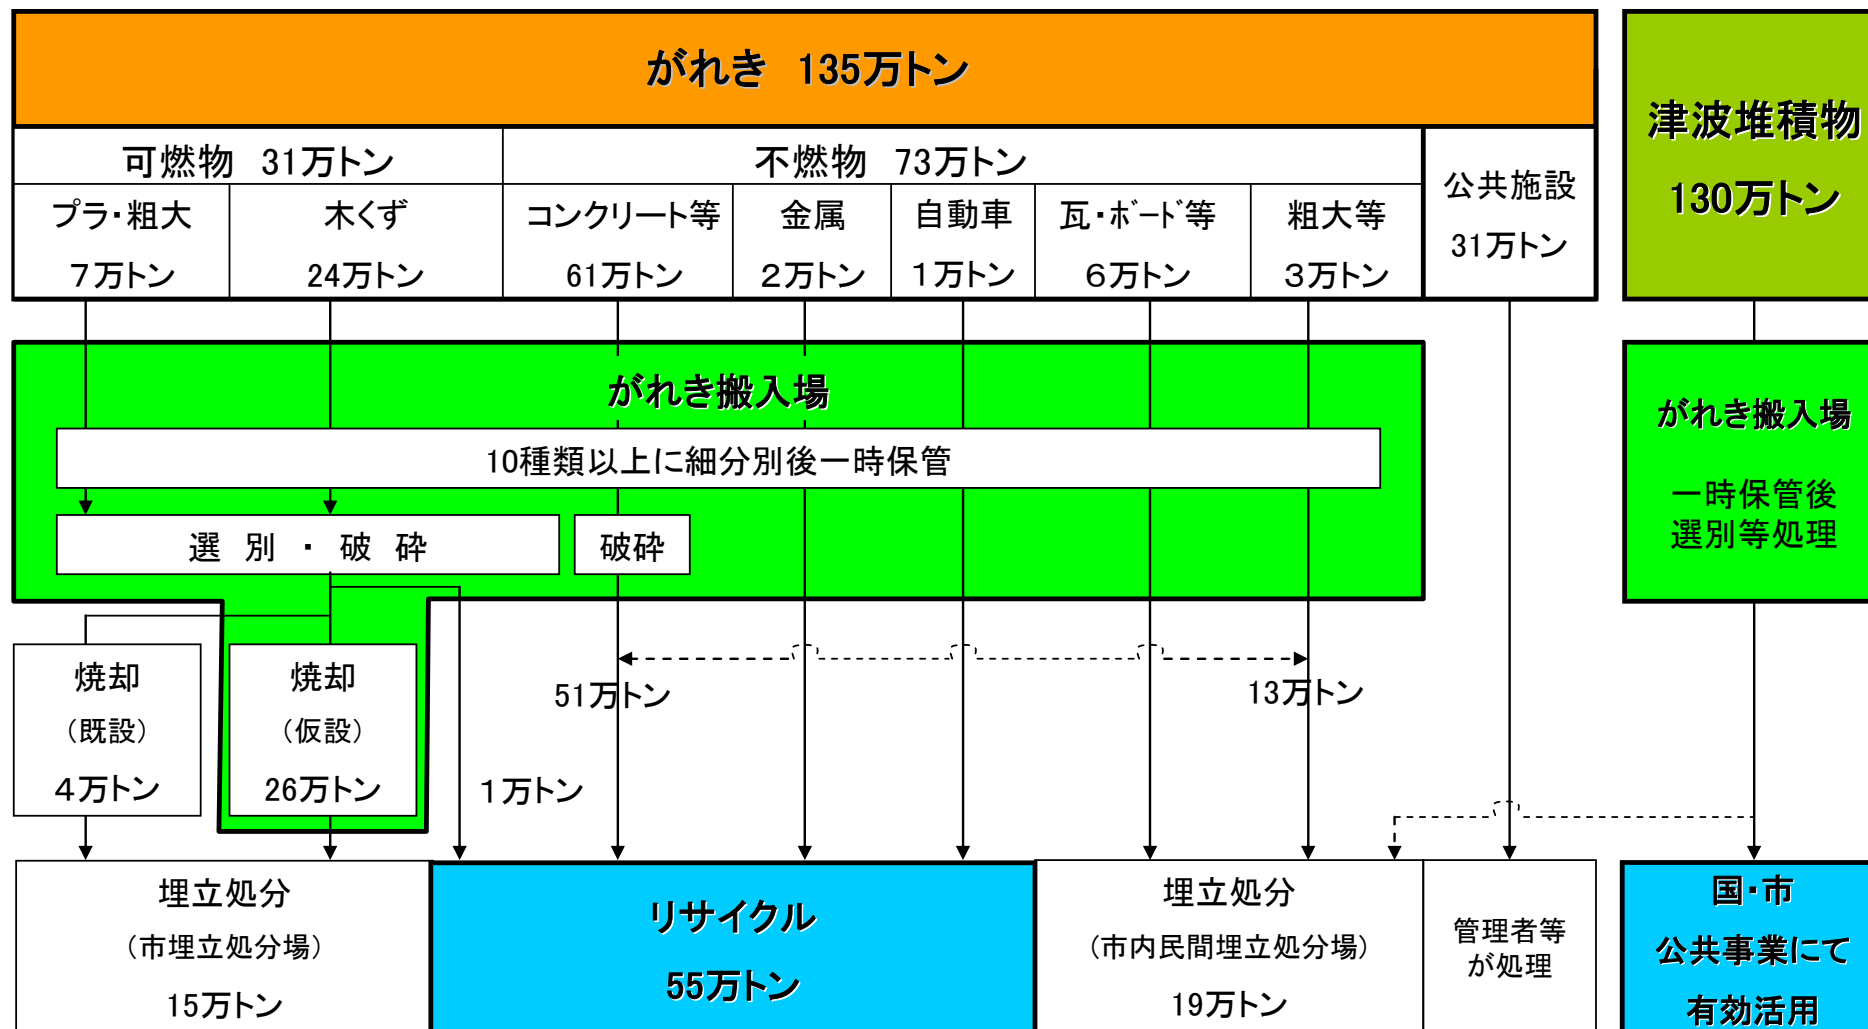 がれき 135万トン
津波堆積物
130万トン
可燃物 31万トン
不燃物 73万トン
公共施設
31万トン
プラ・粗大
7万トン
木くず
24万トン
コンクリート等
61万トン
金属
2万トン
自動車
1万トン
瓦・ボード等
6万トン
粗大等
3万トン
がれき搬入場
10種類以上に細分別後一時保管
選別・破砕
破砕
がれき搬入場
一時保管後
選別等処理
焼却
(既設)
4万トン
焼却
(仮設)
26万トン
1万トン
51万トン
13万トン
埋立処分
(市埋立処分場)
15万トン
リサイクル
55万トン
埋立処分
(市内民間埋立処分場)
19万トン
管理者等
が処理
国・市
公共事業にて
有効活用